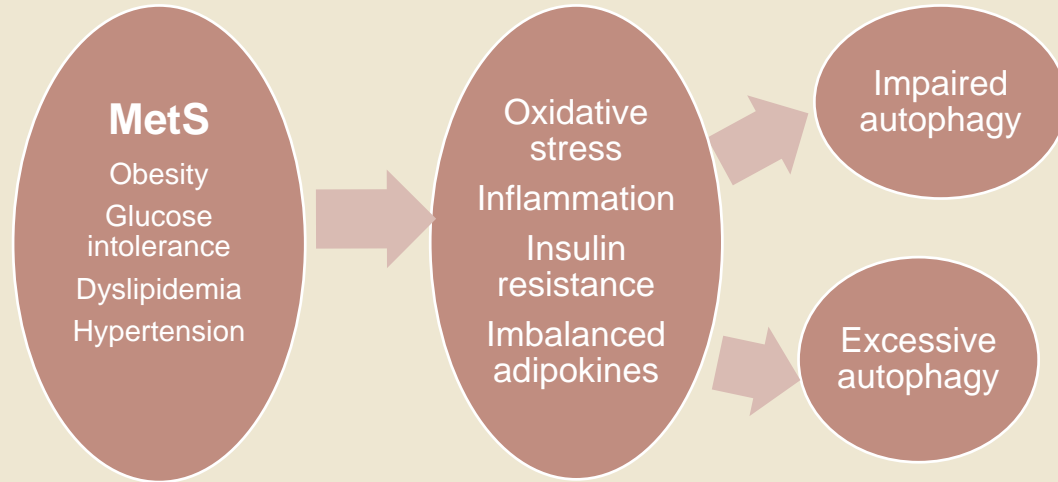 MetS
Obesity
Glucose
intolerance
Dyslipidemia
Hypertension
Oxidative
stress
Inflammation
Insulin
resistance
Imbalanced
adipokines
Impaired
autophagy
Excessive
autophagy